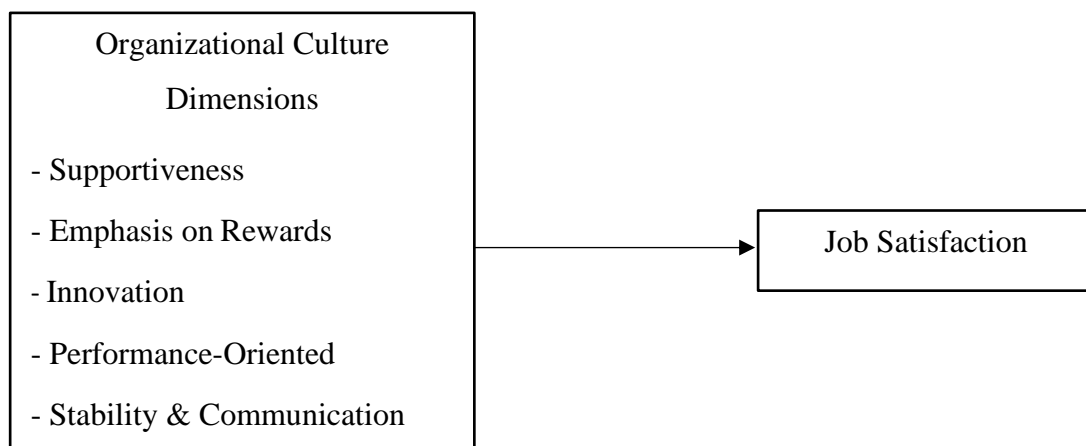 Organizational Culture
Dimensions
- Supportiveness
- Emphasis on Rewards
- Innovation
- Performance-Oriented
- Stability & Communication
Job Satisfaction